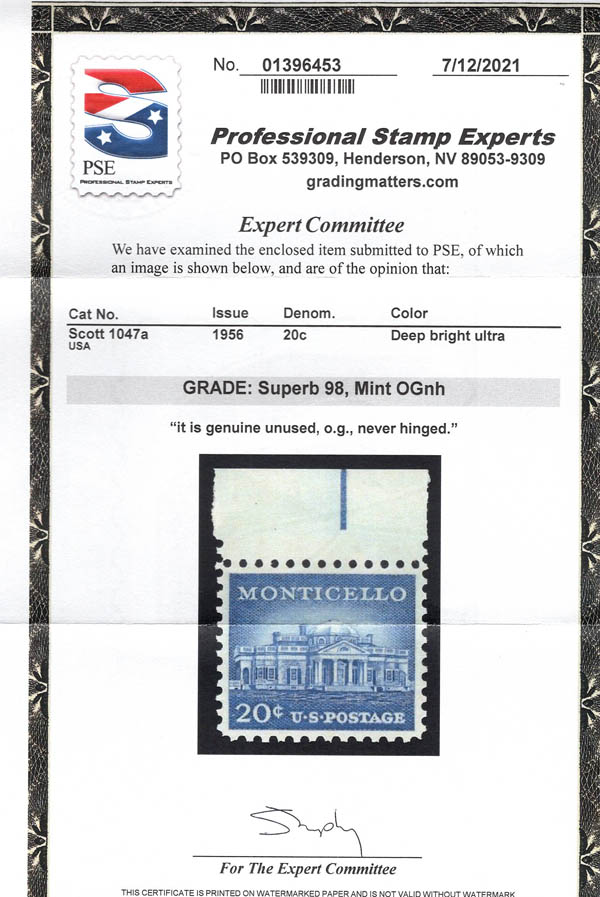 No. 01396453 7/12/2021
PSE
PROFESSIONAL STAMP EXPERTS
Professional Stamp Experts
PO Box 539309, Henderson, NV 89053-9309
gradingmatters.com
Expert Committee
We have examined the enclosed item submitted to PSE, of which
an image is shown below, and are of the opinion that:
Cat No. Issue Denom. Color
Scott 1047a 1956 20c Deep bright ultra
USA
GRADE: Superb 98, Mint OGnh
“it is genuine unused, o.g., never hinged.”
MONTICELLO
20¢ U·S·POSTAGE
For The Expert Committee
THIS CERTIFICATE IS PRINTED ON WATERMARKED PAPER AND IS NOT VALID WITHOUT WATERMARK